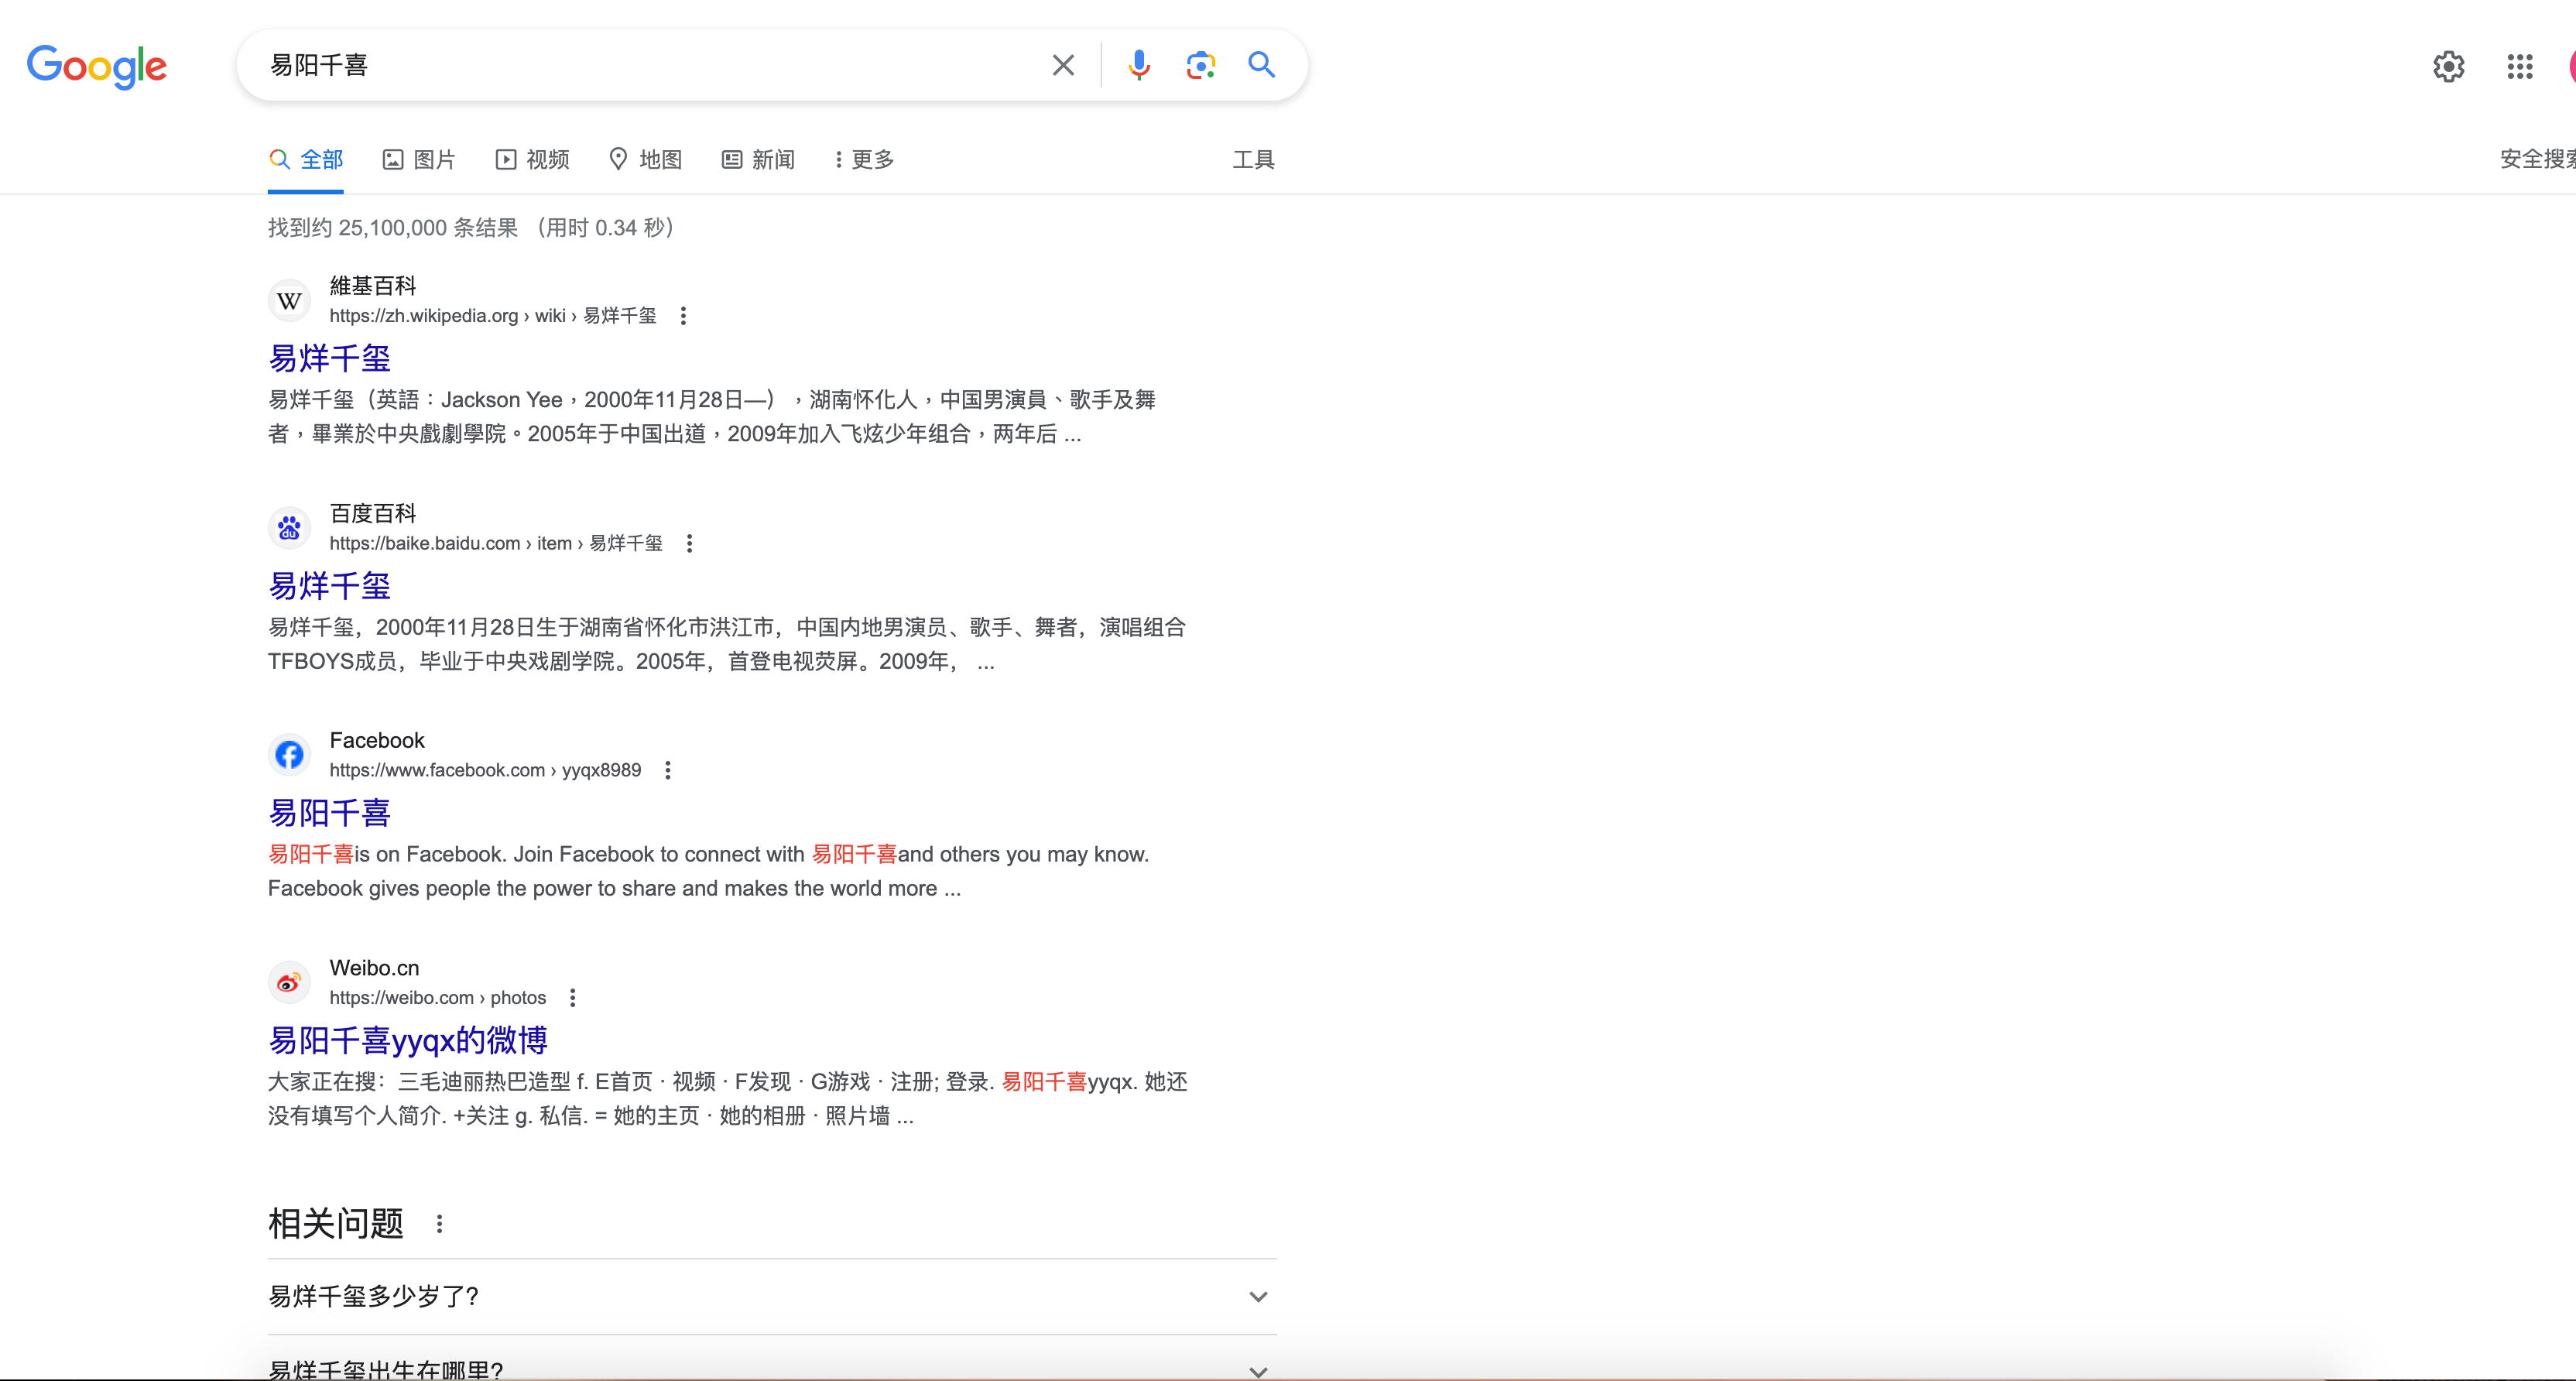 Google
易阳千喜
全部 图片 视频 地图 新闻 更多 工具 安全搜索
找到约 25,100,000 条结果 （用时 0.34 秒）
W
維基百科
https://zh.wikipedia.org › wiki › 易烊千玺
易烊千玺
易烊千玺（英語：Jackson Yee，2000年11月28日—），湖南怀化人，中国男演員、歌手及舞
者，畢業於中央戲劇學院。2005年于中国出道，2009年加入飞炫少年组合，两年后 ...
du
百度百科
https://baike.baidu.com › item › 易烊千玺
易烊千玺
易烊千玺，2000年11月28日生于湖南省怀化市洪江市，中国内地男演员、歌手、舞者，演唱组合
TFBOYS成员，毕业于中央戏剧学院。2005年，首登电视荧屏。2009年， ...
Facebook
https://www.facebook.com › yyqx8989
易阳千喜
易阳千喜is on Facebook. Join Facebook to connect with 易阳千喜and others you may know.
Facebook gives people the power to share and makes the world more ...
Weibo.cn
https://weibo.com › photos
易阳千喜yyqx的微博
大家正在搜：三毛迪丽热巴造型 f. E首页 · 视频 · F发现 · G游戏 · 注册; 登录. 易阳千喜yyqx. 她还
没有填写个人简介. +关注 g. 私信. = 她的主页 · 她的相册 · 照片墙 ...
相关问题
易烊千玺多少岁了?
易烊千玺出生在哪里?